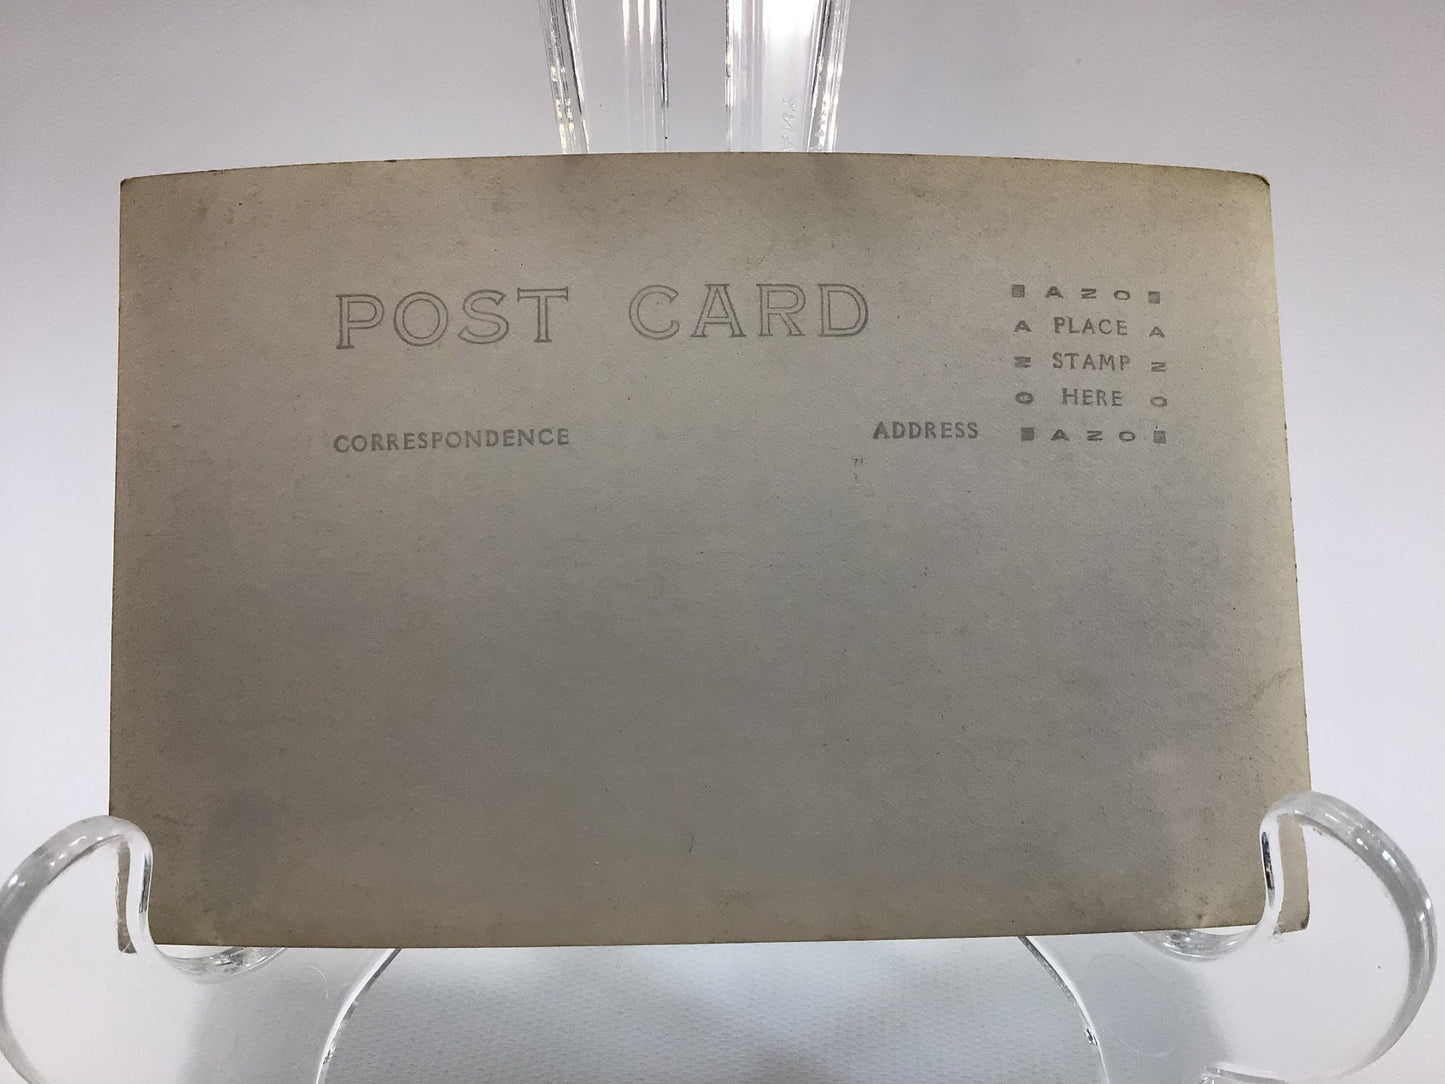 POST CARD
AZO
A PLACE A
Z STAMP Z
O HERE O
CORRESPONDENCE
ADDRESS
AZO